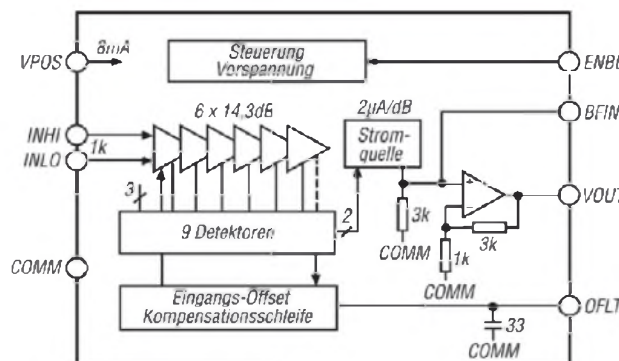 VPOS
8mA
Steuerung
Vorspannung
ENBL
BFIN
INHI
1k
INLO
6 x 14,3dB
2µA/dB
Strom-
quelle
VOUT
3
9 Detektoren
2
3k
COMM
3k
1k
COMM
COMM
Eingangs-Offset
Kompensationsschleife
OFLT
33
COMM